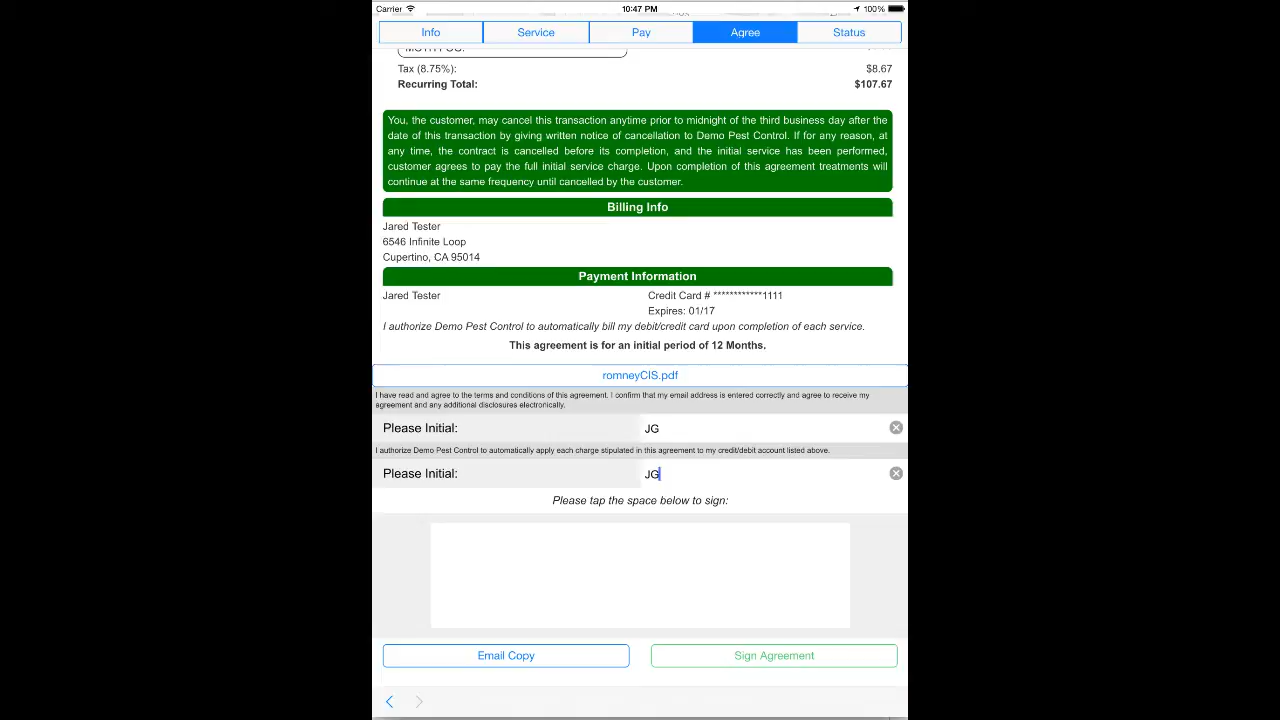 Carrier 10:47 PM 100%
Info Service Pay Agree Status
Tax (8.75%): $8.67
Recurring Total: $107.67
You, the customer, may cancel this transaction anytime prior to midnight of the third business day after the
date of this transaction by giving written notice of cancellation to Demo Pest Control. If for any reason, at
any time, the contract is cancelled before its completion, and the initial service has been performed,
customer agrees to pay the full initial service charge. Upon completion of this agreement treatments will
continue at the same frequency until cancelled by the customer.
Billing Info
Jared Tester
6546 Infinite Loop
Cupertino, CA 95014
Payment Information
Jared Tester Credit Card # ************1111
Expires: 01/17
I authorize Demo Pest Control to automatically bill my debit/credit card upon completion of each service.
This agreement is for an initial period of 12 Months.
romneyCIS.pdf
I have read and agree to the terms and conditions of this agreement. I confirm that my email address is entered correctly and agree to receive my
agreement and any additional disclosures electronically.
Please Initial: JG
I authorize Demo Pest Control to automatically apply each charge stipulated in this agreement to my credit/debit account listed above.
Please Initial: JG
Please tap the space below to sign:
Email Copy Sign Agreement